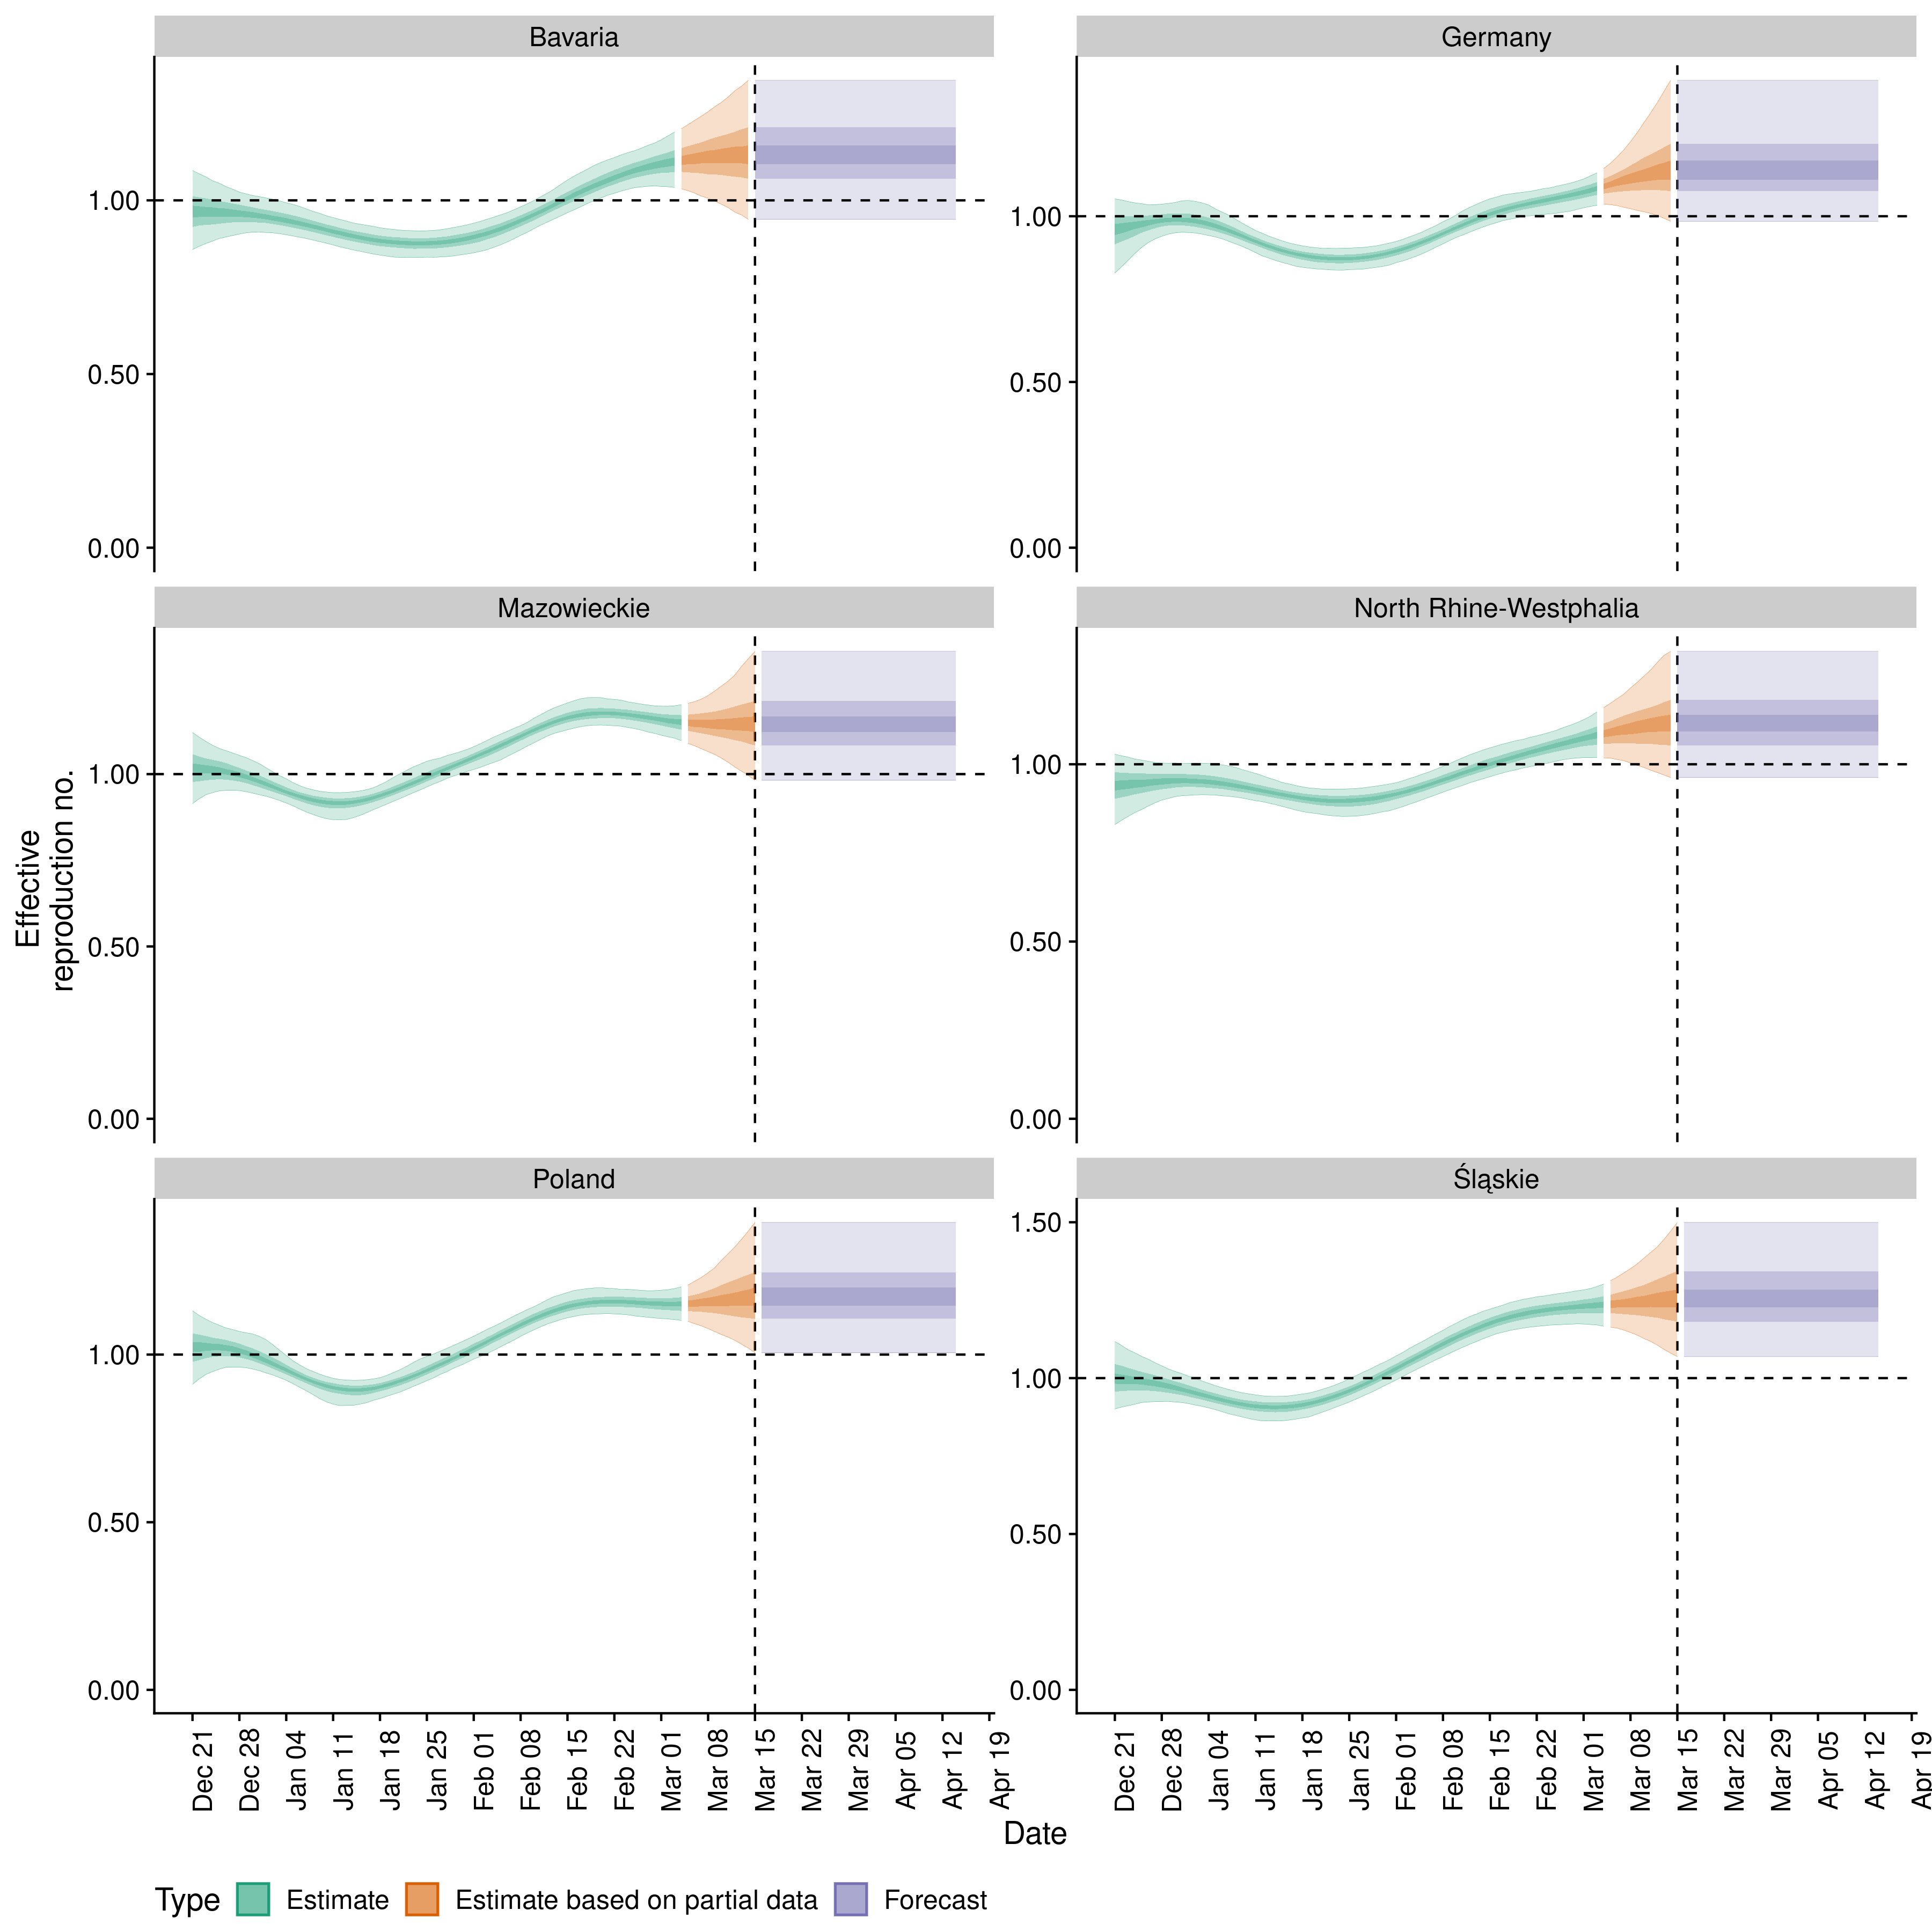 Bavaria
Germany
1.00
0.50
0.00
1.00
0.50
0.00
Mazowieckie
North Rhine-Westphalia
1.00
0.50
0.00
1.00
0.50
0.00
Effective
reproduction no.
Poland
Śląskie
1.00
0.50
0.00
1.50
1.00
0.50
0.00
Dec 21
Dec 28
Jan 04
Jan 11
Jan 18
Jan 25
Feb 01
Feb 08
Feb 15
Feb 22
Mar 01
Mar 08
Mar 15
Mar 22
Mar 29
Apr 05
Apr 12
Apr 19
Dec 21
Dec 28
Jan 04
Jan 11
Jan 18
Jan 25
Feb 01
Feb 08
Feb 15
Feb 22
Mar 01
Mar 08
Mar 15
Mar 22
Mar 29
Apr 05
Apr 12
Apr 19
Date
Type Estimate Estimate based on partial data Forecast